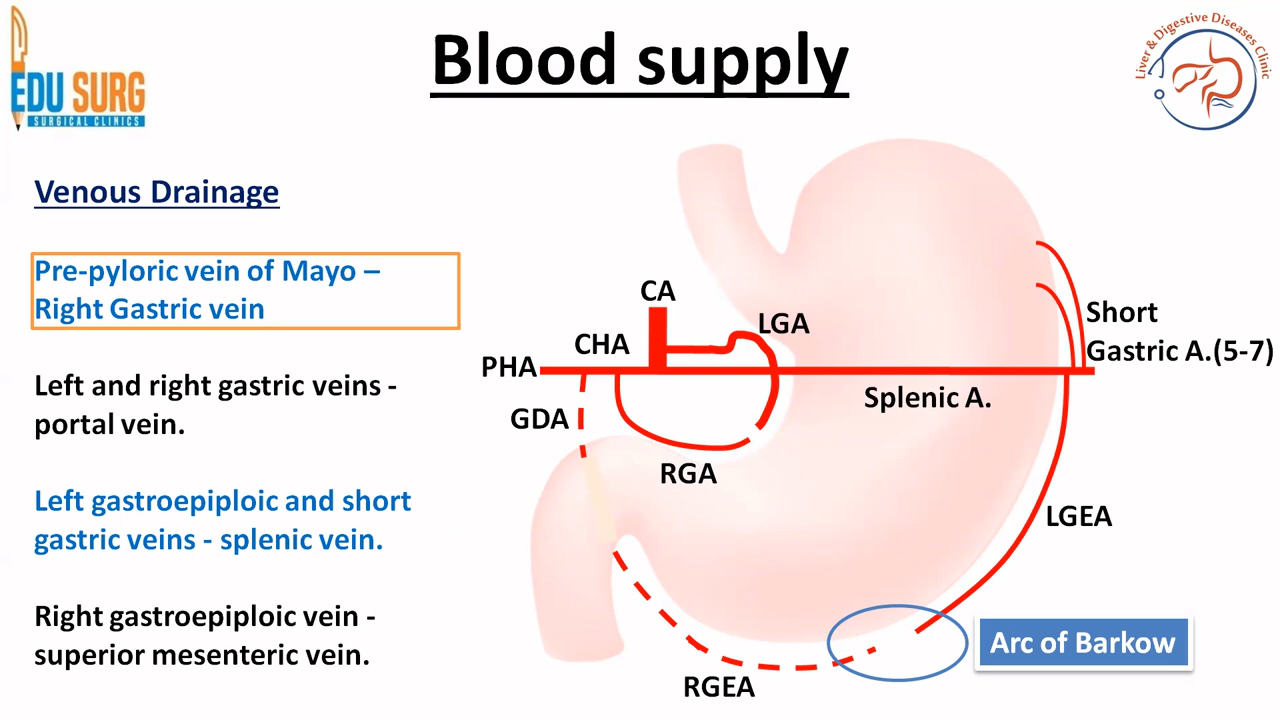 Blood supply
EDU SURG
SURGICAL CLINICS
Liver & Digestive Diseases Clinic
Venous Drainage
Pre-pyloric vein of Mayo –
Right Gastric vein
Left and right gastric veins -
portal vein.
Left gastroepiploic and short
gastric veins - splenic vein.
Right gastroepiploic vein -
superior mesenteric vein.
CA
LGA
CHA
PHA
GDA
RGA
Splenic A.
Short
Gastric A.(5-7)
LGEA
Arc of Barkow
RGEA